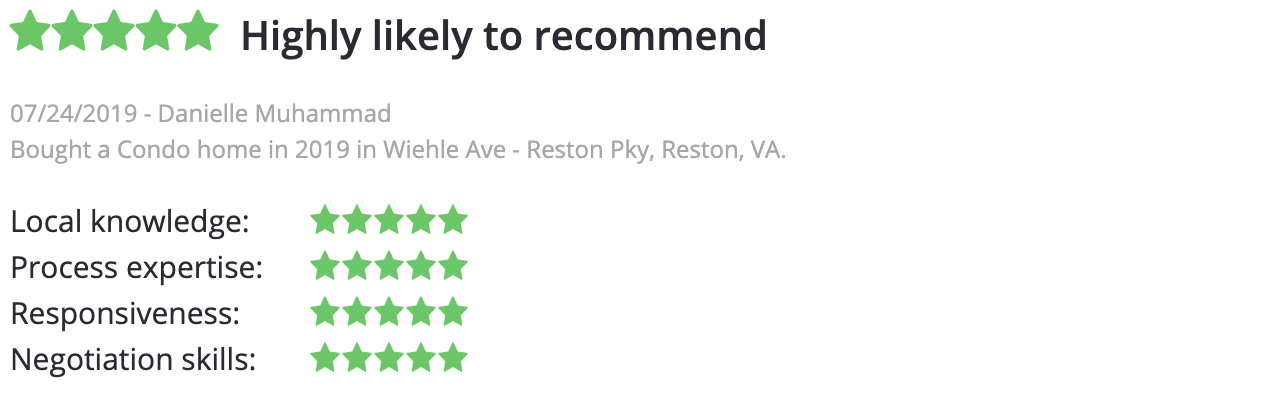 Highly likely to recommend
07/24/2019 - Danielle Muhammad
Bought a Condo home in 2019 in Wiehle Ave - Reston Pky, Reston, VA.
Local knowledge:
Process expertise:
Responsiveness:
Negotiation skills: